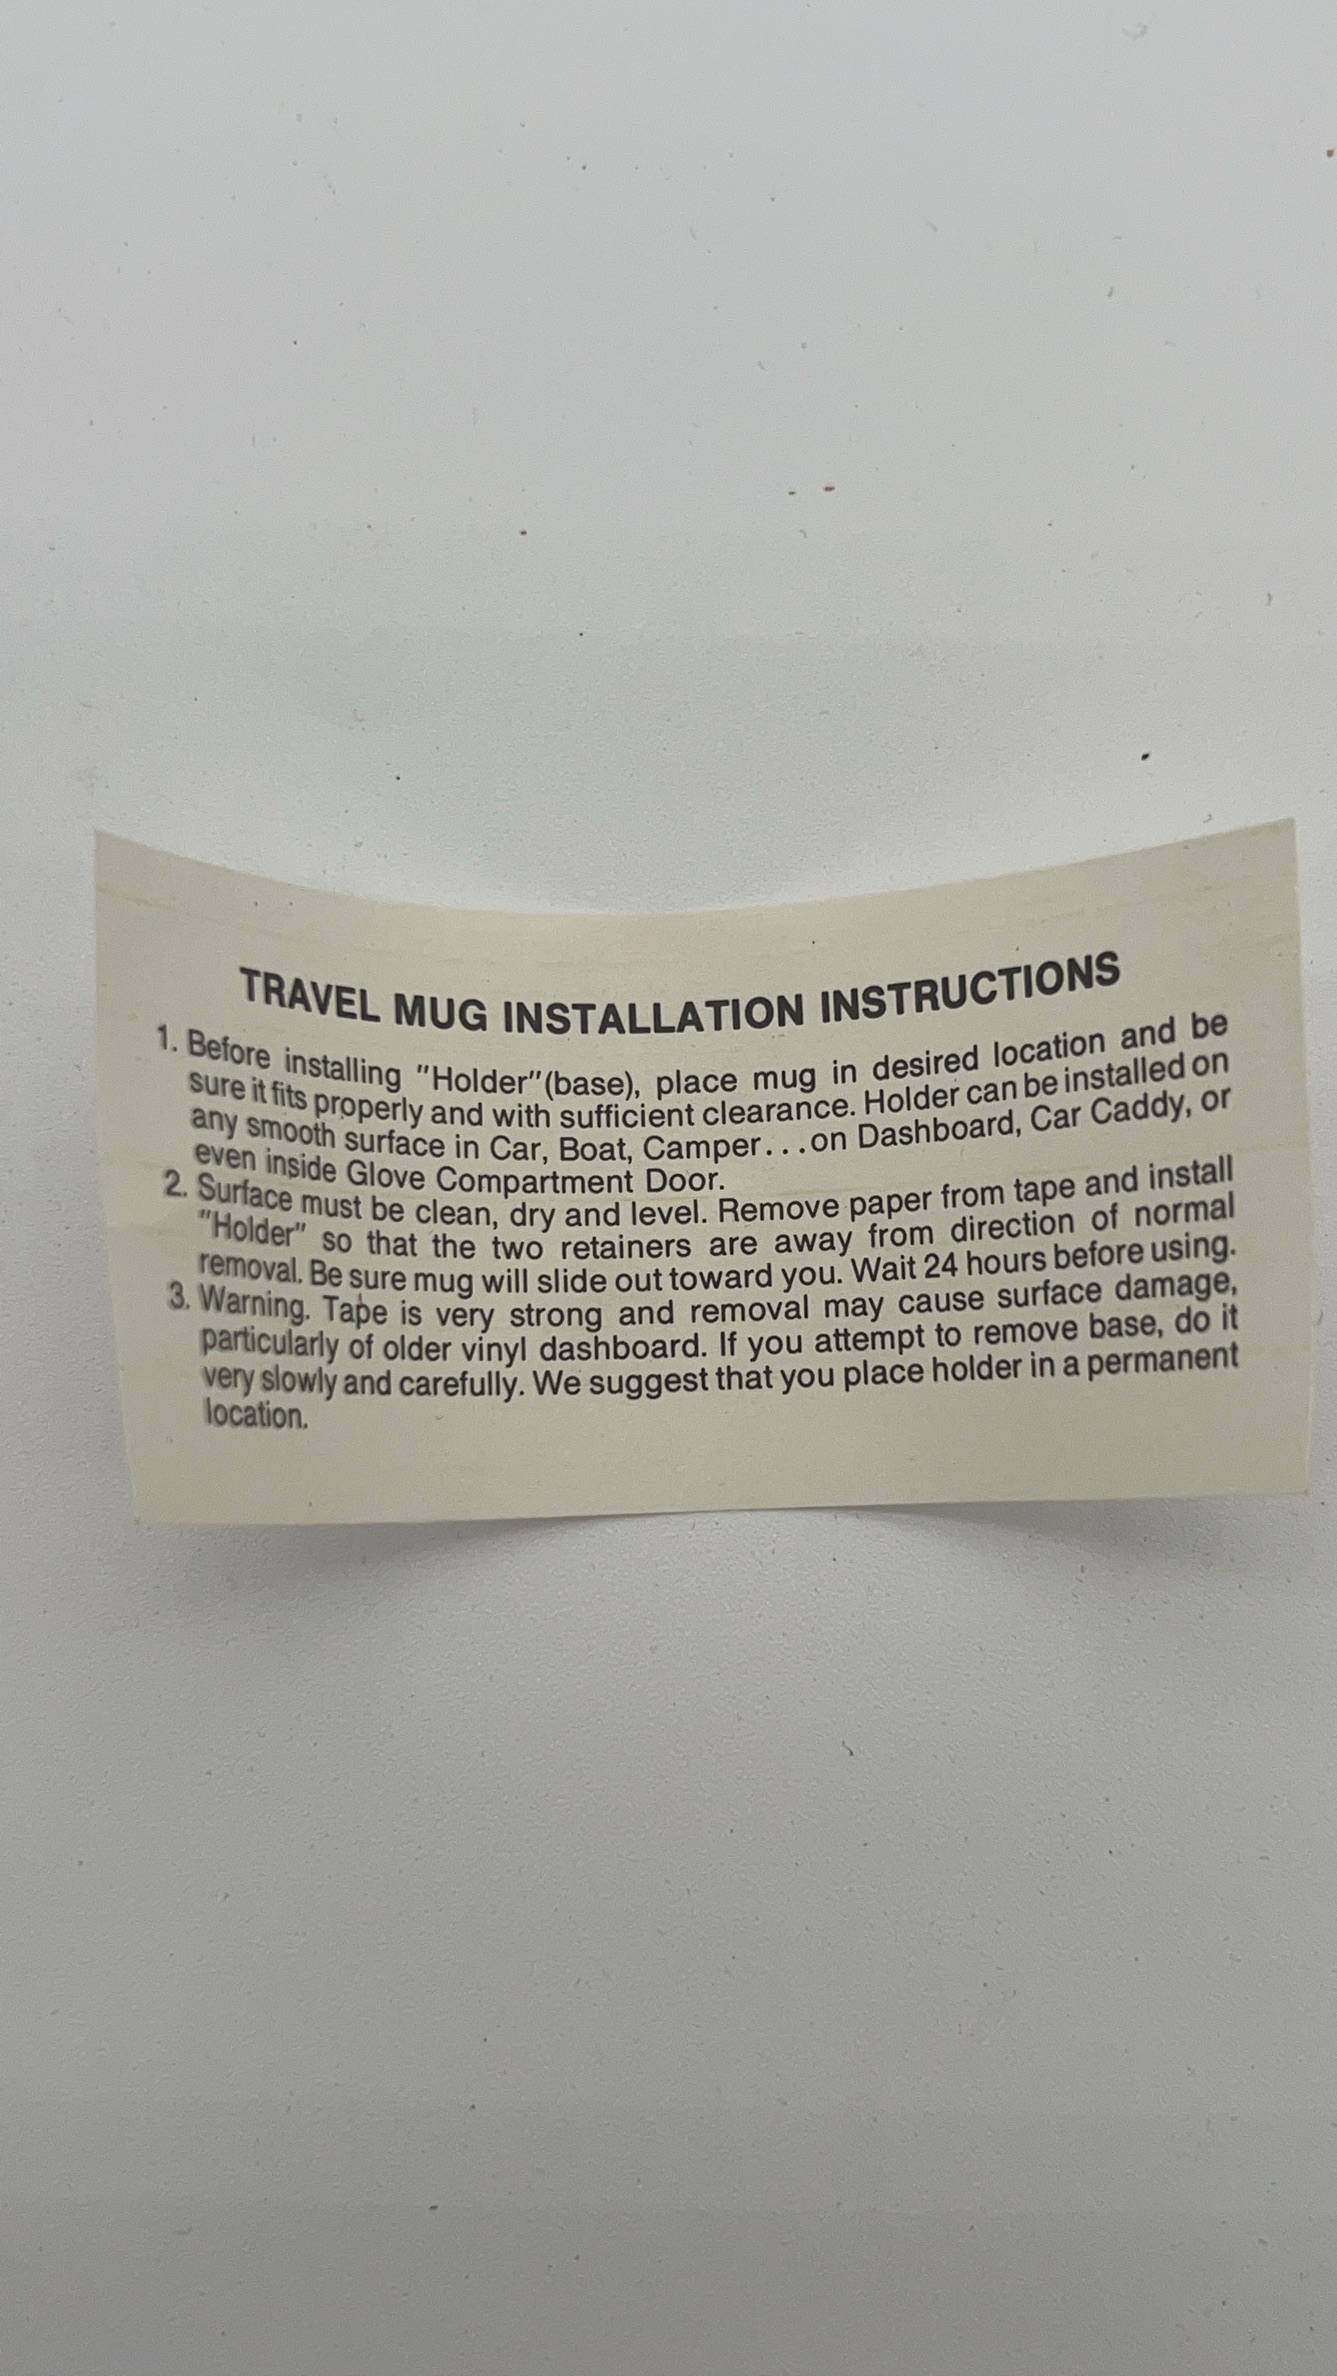 TRAVEL MUG INSTALLATION INSTRUCTIONS
1. Before installing "Holder"(base), place mug in desired location and be
sure it fits properly and with sufficient clearance. Holder can be installed on
any smooth surface in Car, Boat, Camper...on Dashboard, Car Caddy, or
even inside Glove Compartment Door.
2. Surface must be clean, dry and level. Remove paper from tape and install
"Holder" so that the two retainers are away from direction of normal
removal. Be sure mug will slide out toward you. Wait 24 hours before using.
3. Warning. Tape is very strong and removal may cause surface damage,
particularly of older vinyl dashboard. If you attempt to remove base, do it
very slowly and carefully. We suggest that you place holder in a permanent
location.